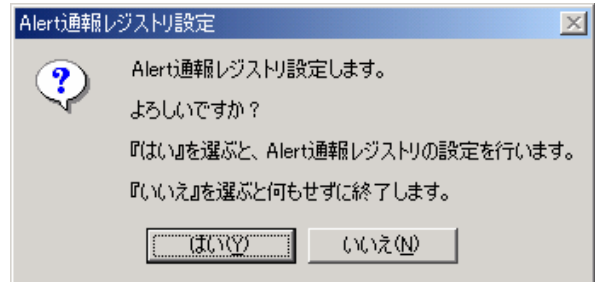 Alert通報レジストリ設定
Alert通報レジストリ設定します。
よろしいですか？
『はい』を選ぶと、Alert通報レジストリの設定を行います。
『いいえ』を選ぶと何もせずに終了します。
はい(Y) いいえ(N)